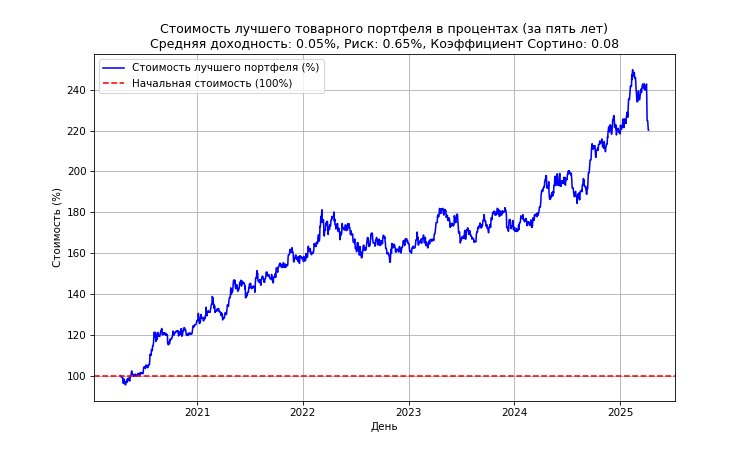 Стоимость лучшего товарного портфеля в процентах (за пять лет)
Средняя доходность: 0.05%, Риск: 0.65%, Коэффициент Сортино: 0.08
Стоимость лучшего портфеля (%)
Начальная стоимость (100%)
Стоимость (%)
240
220
200
180
160
140
120
100
2021
2022
2023
2024
2025
День